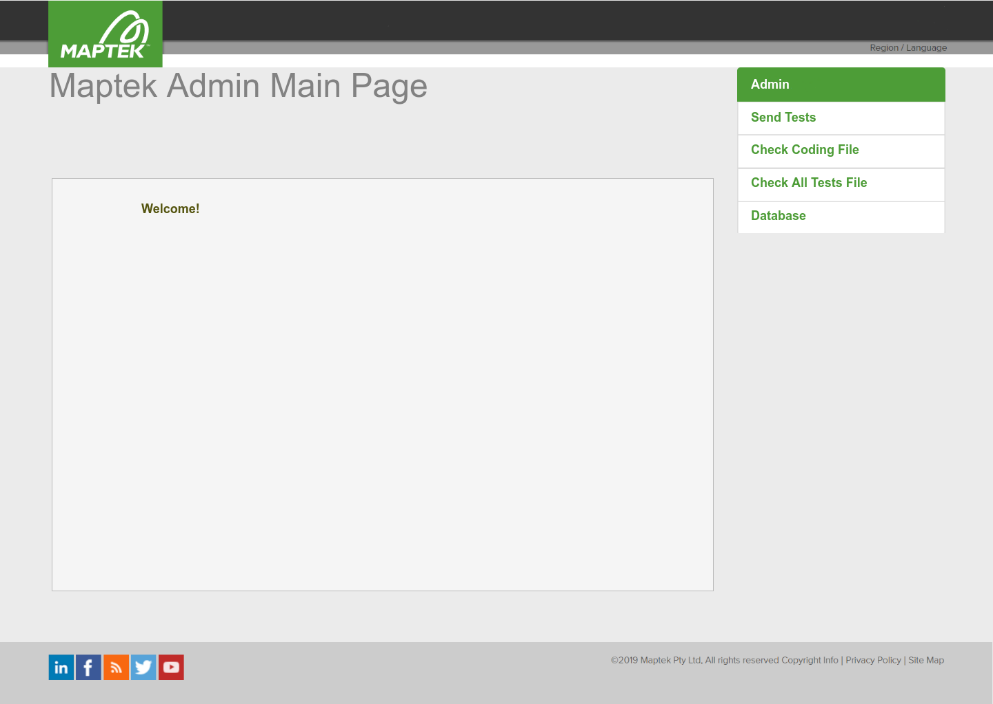 MAPTEK
Region / Language
Maptek Admin Main Page
Admin
Send Tests
Check Coding File
Check All Tests File
Database
Welcome!
in f
©2019 Maptek Pty Ltd, All rights reserved Copyright Info | Privacy Policy | Site Map